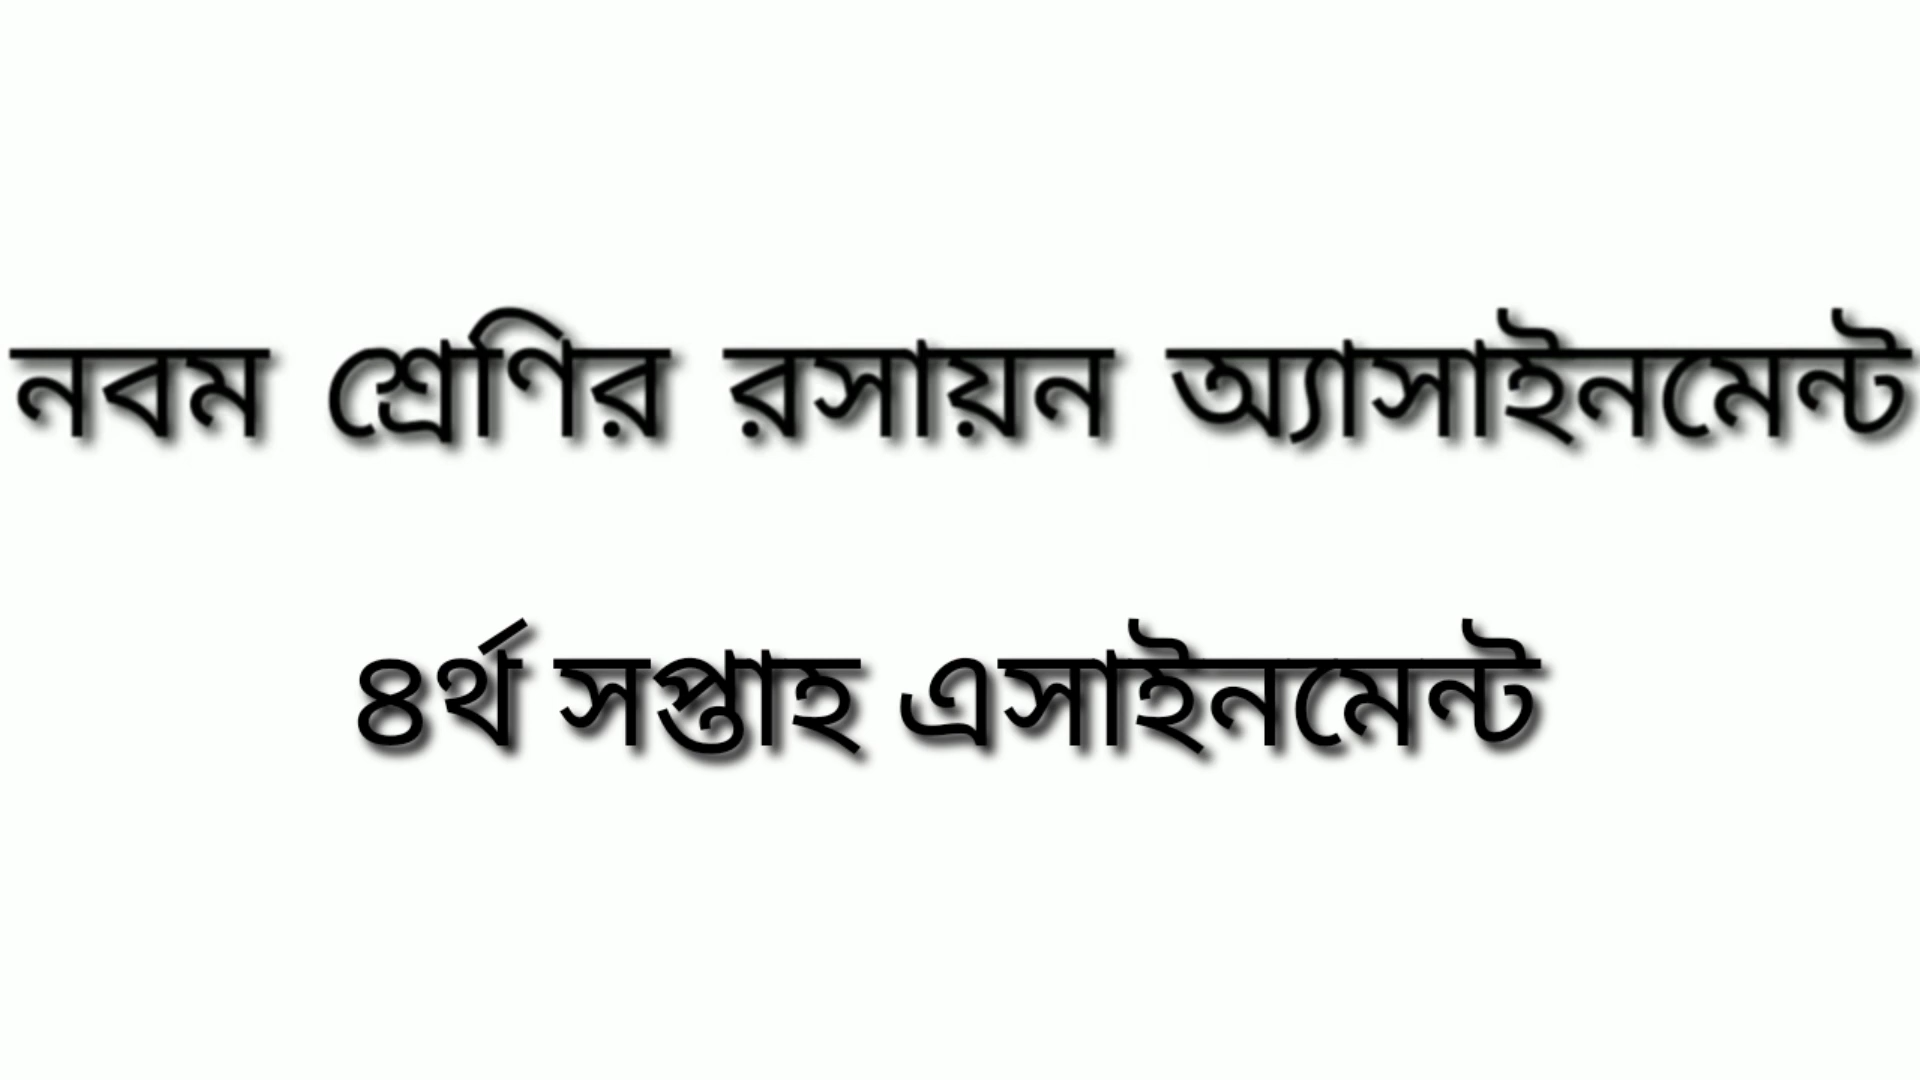 নবম শ্রেণির রসায়ন অ্যাসাইনমেন্ট
৪র্থ সপ্তাহ এসাইনমেন্ট